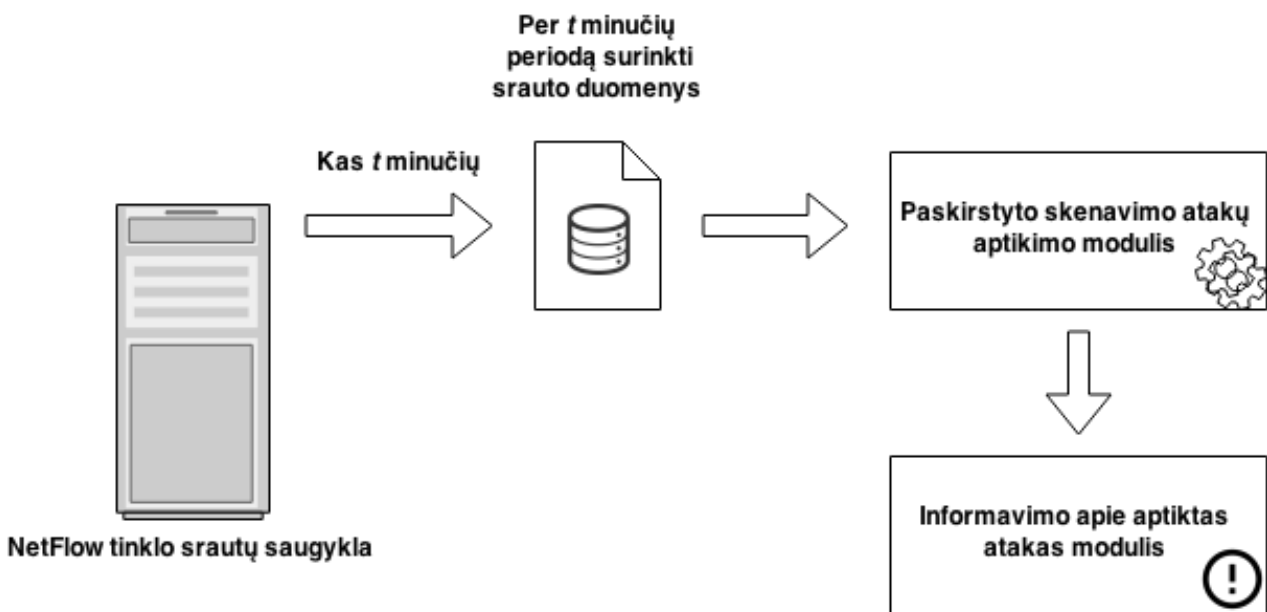 Per t minučių
periodą surinkti
srauto duomenys
Kas t minučių
Paskirstyto skenavimo atakų
aptikimo modulis
NetFlow tinklo srautų saugykla
Informavimo apie aptiktas
atakas modulis